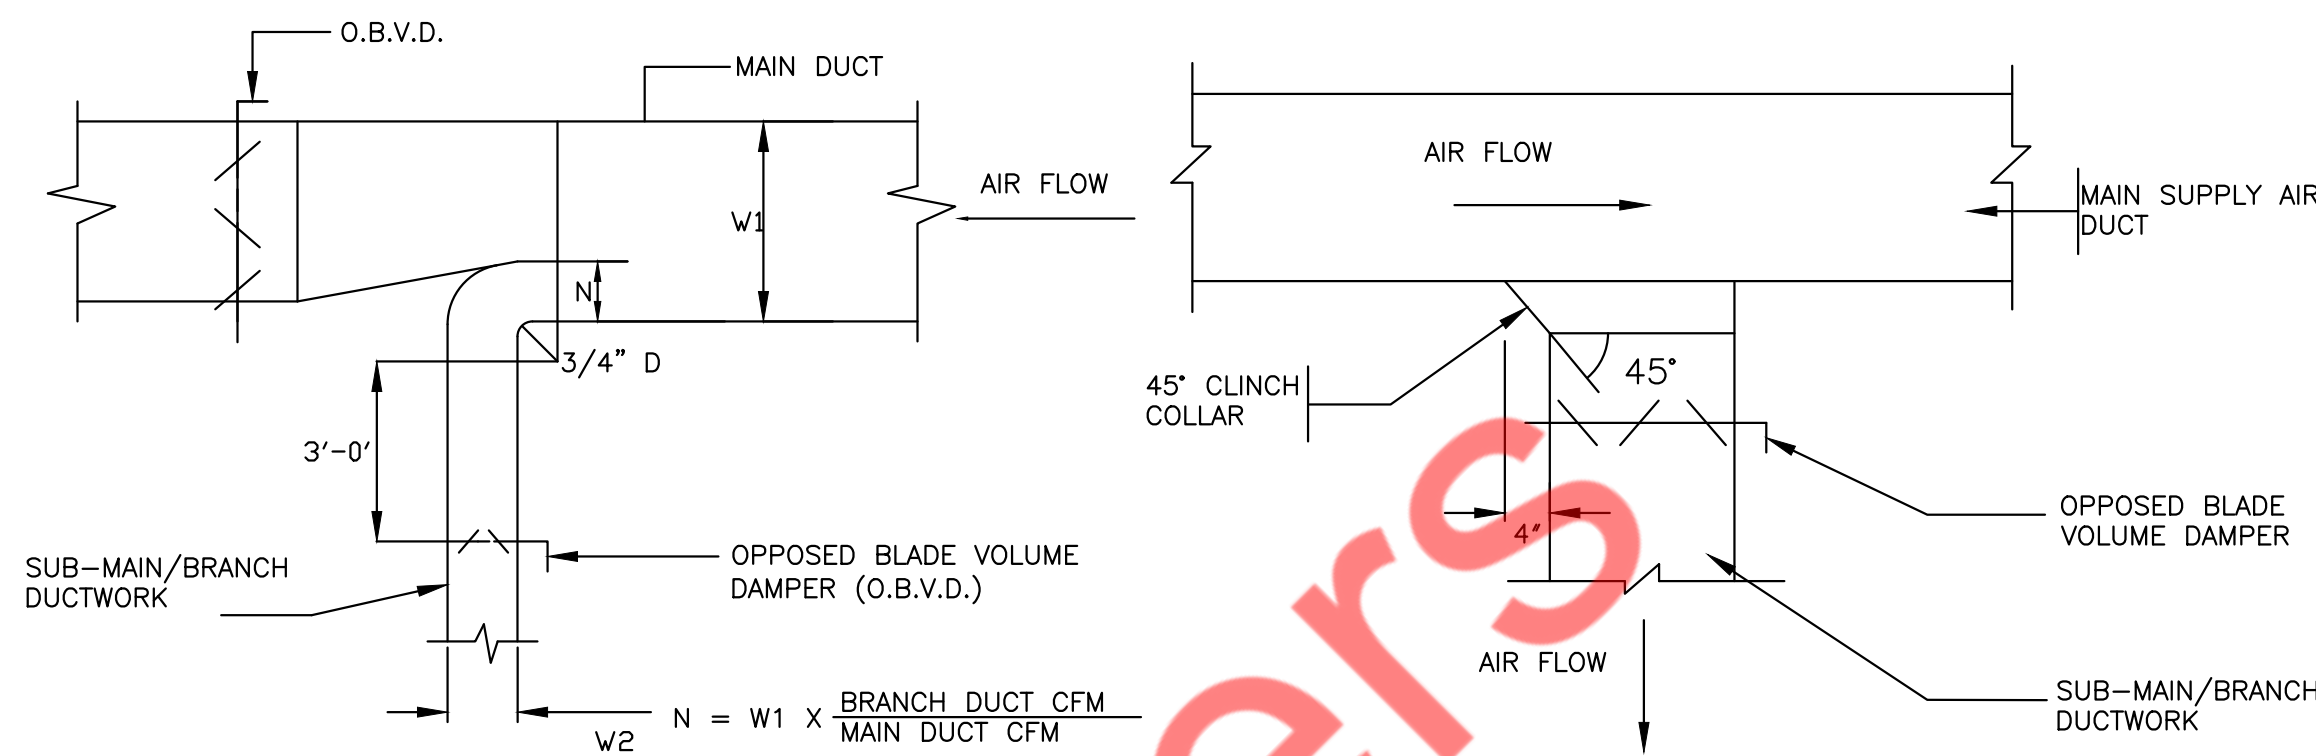 O.B.V.D.
MAIN DUCT
AIR FLOW
W1
N
3/4” D
3'-0'
SUB-MAIN/BRANCH
DUCTWORK
OPPOSED BLADE VOLUME
DAMPER (O.B.V.D.)
W2
N = W1 X BRANCH DUCT CFM
MAIN DUCT CFM
AIR FLOW
MAIN SUPPLY AIR
DUCT
45° CLINCH
COLLAR
45°
4"
OPPOSED BLADE
VOLUME DAMPER
AIR FLOW
SUB-MAIN/BRANCH
DUCTWORK
ers